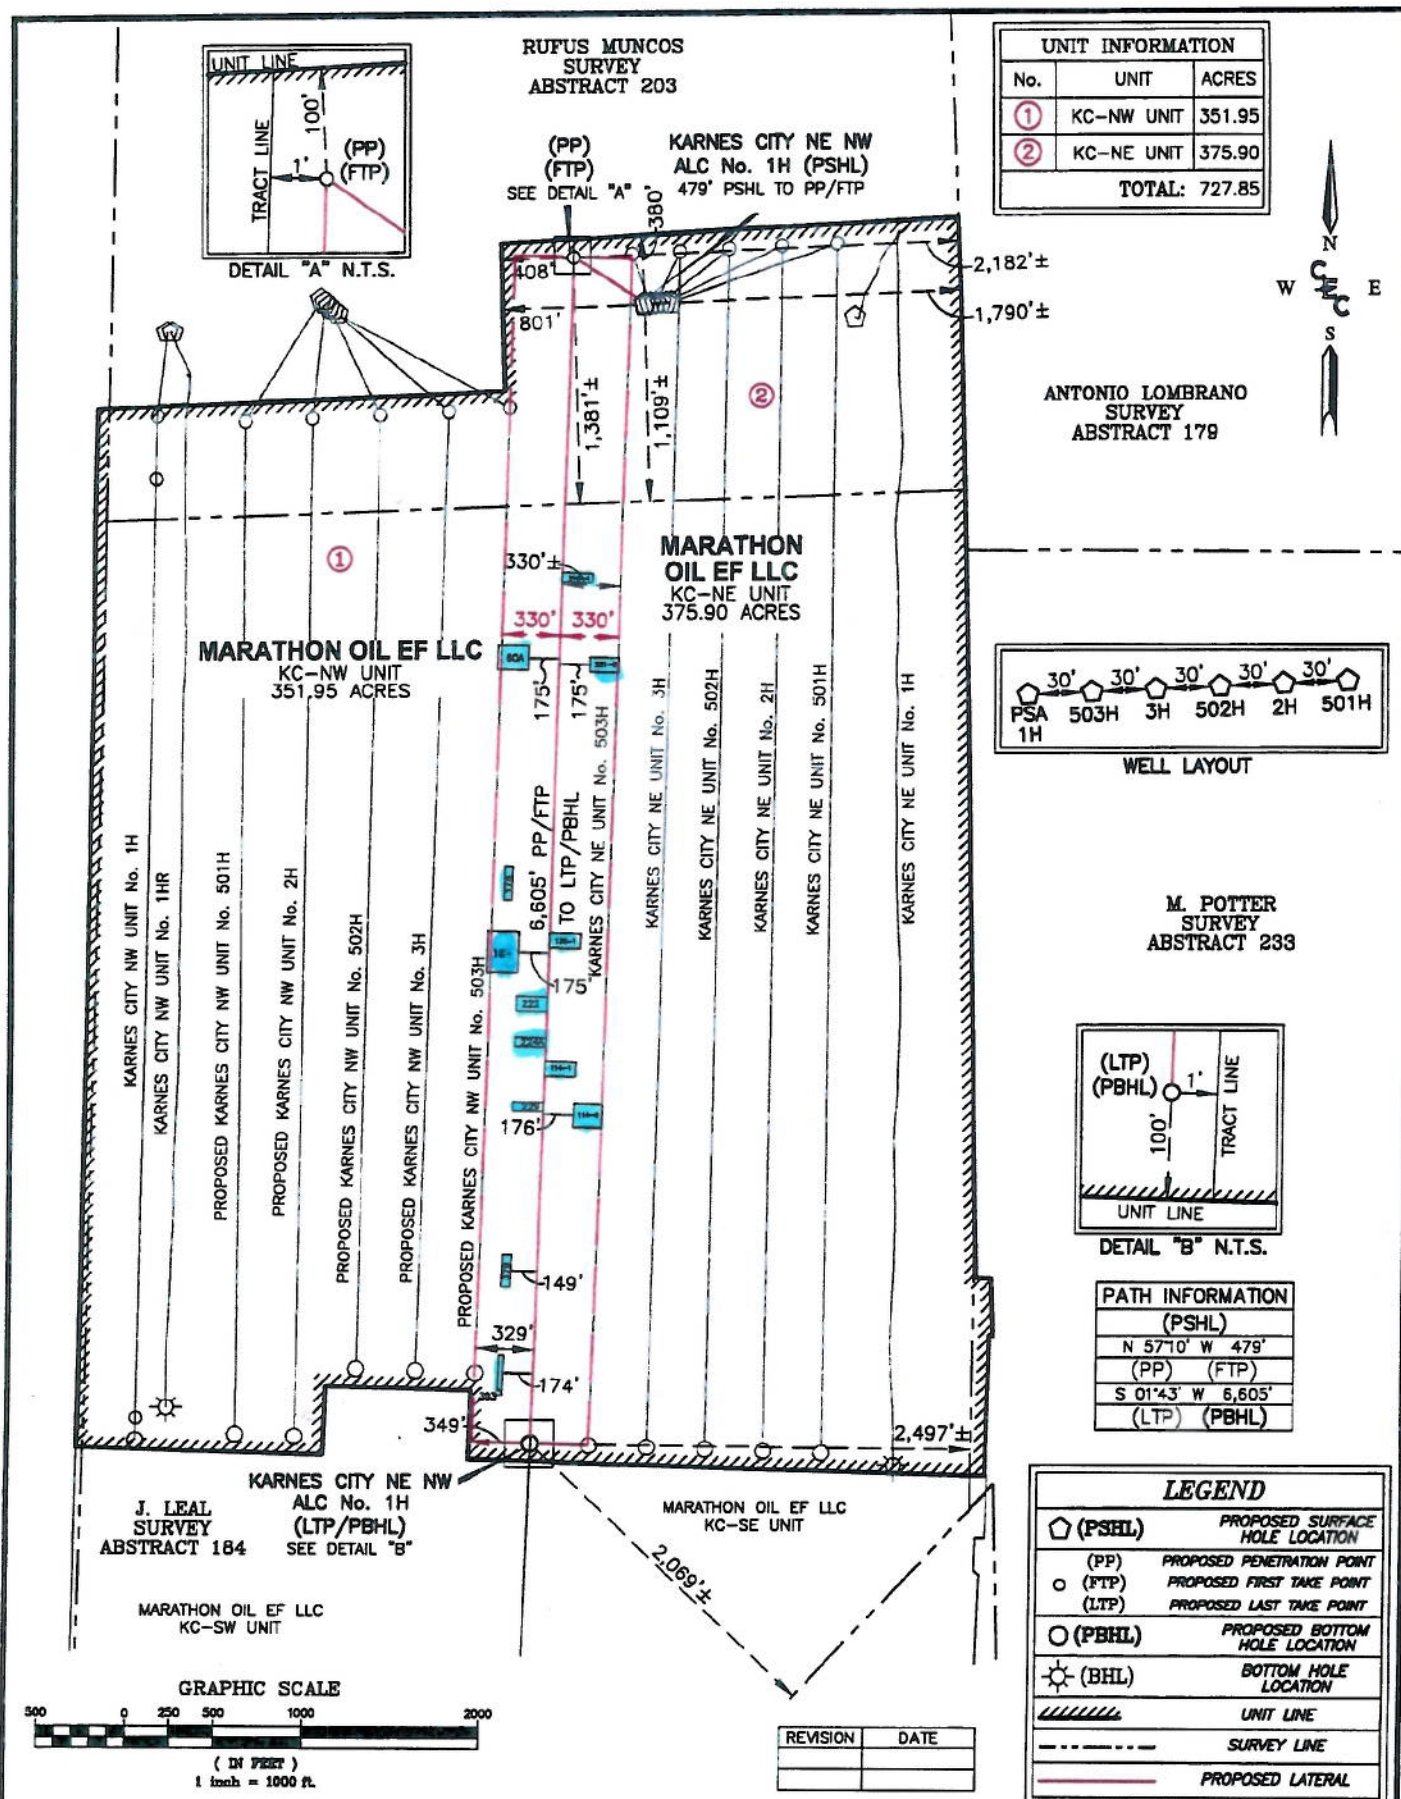 RUFUS MUNCOS
SURVEY
ABSTRACT 203
UNIT LINE
TRACT LINE
100'
1'
(PP)
(FTP)
DETAIL "A" N.T.S.
(PP)
(FTP)
SEE DETAIL "A"
KARNES CITY NE NW
ALC No. 1H (PSHL)
479' PSHL TO PP/FTP
UNIT INFORMATION
No. UNIT ACRES
1 KC-NW UNIT 351.95
2 KC-NE UNIT 375.90
TOTAL: 727.85
N
W E
S
380'
408'
801'
2,182'±
1,790'±
1,381'±
1,109'±
2
1
ANTONIO LOMBRANO
SURVEY
ABSTRACT 179
MARATHON
OIL EF LLC
KC-NE UNIT
375.90 ACRES
330'±
330' 330'
MARATHON OIL EF LLC
KC-NW UNIT
351.95 ACRES
60A
175' 175'
30' 30' 30' 30' 30'
PSA 503H 3H 502H 2H 501H
1H
WELL LAYOUT
KARNES CITY NW UNIT No. 1H
KARNES CITY NW UNIT No. 1HR
PROPOSED KARNES CITY NW UNIT No. 501H
PROPOSED KARNES CITY NW UNIT No. 2H
PROPOSED KARNES CITY NW UNIT No. 502H
PROPOSED KARNES CITY NW UNIT No. 3H
PROPOSED KARNES CITY NW UNIT No. 503H
6,605' PP/FTP
TO LTP/PBHL
KARNES CITY NE UNIT No. 503H
KARNES CITY NE UNIT No. 3H
KARNES CITY NE UNIT No. 502H
KARNES CITY NE UNIT No. 2H
KARNES CITY NE UNIT No. 501H
KARNES CITY NE UNIT No. 1H
175'
222
176'
149'
329'
174'
349'
2,497'±
M. POTTER
SURVEY
ABSTRACT 233
(LTP)
(PBHL)
1'
100'
TRACT LINE
UNIT LINE
DETAIL "B" N.T.S.
PATH INFORMATION
(PSHL)
N 57°10' W 479'
(PP) (FTP)
S 01°43' W 6,605'
(LTP) (PBHL)
KARNES CITY NE NW
ALC No. 1H
(LTP/PBHL)
SEE DETAIL "B"
J. LEAL
SURVEY
ABSTRACT 184
MARATHON OIL EF LLC
KC-SE UNIT
2,069'±
MARATHON OIL EF LLC
KC-SW UNIT
LEGEND
(PSHL) PROPOSED SURFACE
HOLE LOCATION
(PP) PROPOSED PENETRATION POINT
(FTP) PROPOSED FIRST TAKE POINT
(LTP) PROPOSED LAST TAKE POINT
(PBHL) PROPOSED BOTTOM
HOLE LOCATION
(BHL) BOTTOM HOLE
LOCATION
UNIT LINE
SURVEY LINE
PROPOSED LATERAL
GRAPHIC SCALE
500 0 250 500 1000 2000
( IN FEET )
1 inch = 1000 ft.
REVISION DATE